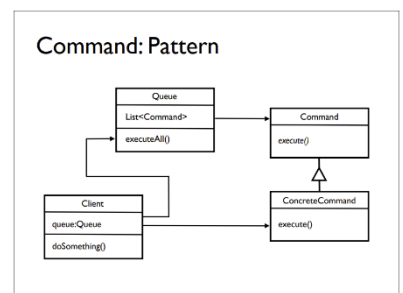 Command: Pattern
Queue
List<Command>
executeAll()
Command
execute()
Client
queue:Queue
doSomething()
ConcreteCommand
execute()